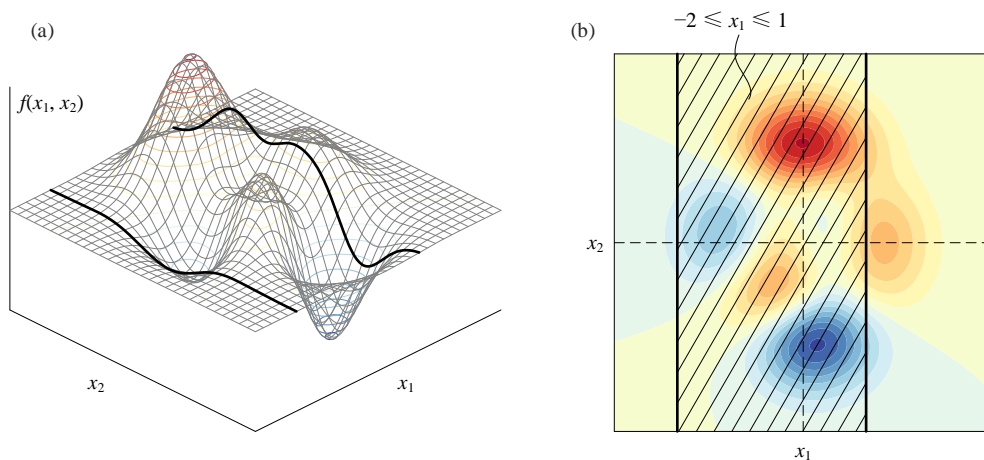 (a)
f(x₁, x₂)
x₂
x₁
(b)
−2 ⩽ x₁ ⩽ 1
x₂
x₁